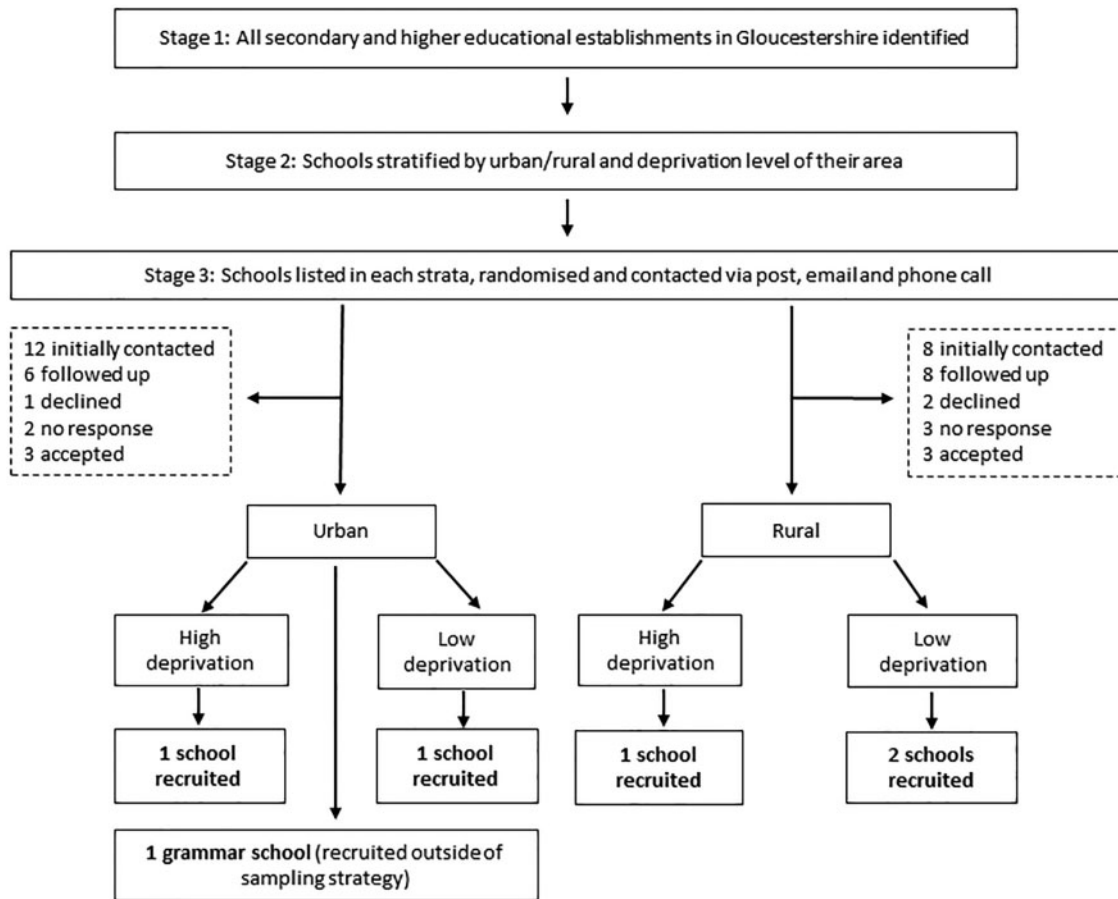 Stage 1: All secondary and higher educational establishments in Gloucestershire identified
Stage 2: Schools stratified by urban/rural and deprivation level of their area
Stage 3: Schools listed in each strata, randomised and contacted via post, email and phone call
12 initially contacted
6 followed up
1 declined
2 no response
3 accepted
8 initially contacted
8 followed up
2 declined
3 no response
3 accepted
Urban
Rural
High
deprivation
Low
deprivation
High
deprivation
Low
deprivation
1 school
recruited
1 school
recruited
1 school
recruited
2 schools
recruited
1 grammar school (recruited outside of
sampling strategy)